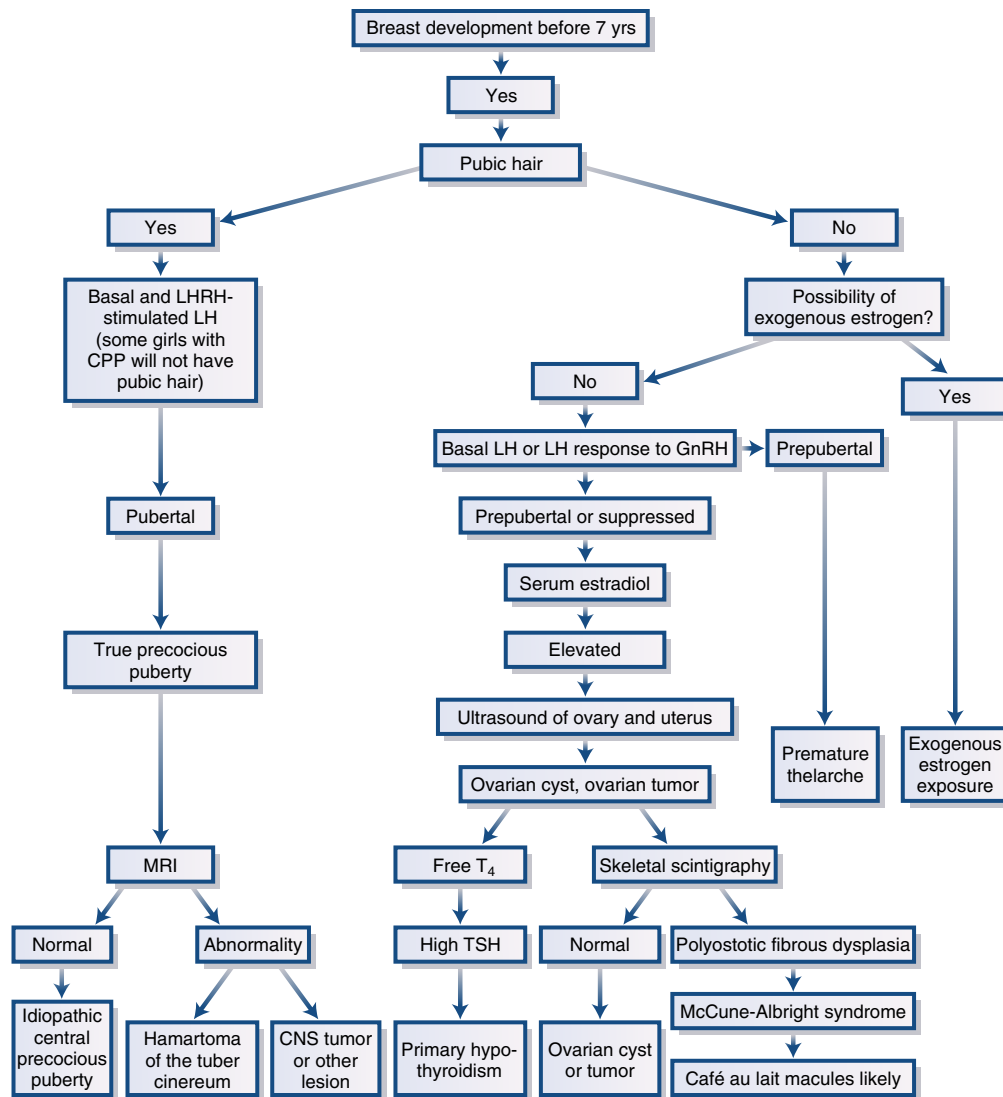 Breast development before 7 yrs
Yes
Pubic hair
Yes
No
Basal and LHRH-
stimulated LH
(some girls with
CPP will not have
pubic hair)
Possibility of
exogenous estrogen?
No
Yes
Basal LH or LH response to GnRH
Prepubertal
Pubertal
Prepubertal or suppressed
Serum estradiol
True precocious
puberty
Elevated
Ultrasound of ovary and uterus
Premature
thelarche
Exogenous
estrogen
exposure
Ovarian cyst, ovarian tumor
MRI
Free T₄
Skeletal scintigraphy
Normal
Abnormality
High TSH
Normal
Polyostotic fibrous dysplasia
Idiopathic
central
precocious
puberty
Hamartoma
of the tuber
cinereum
CNS tumor
or other
lesion
Primary hypo-
thyroidism
Ovarian cyst
or tumor
McCune-Albright syndrome
Café au lait macules likely